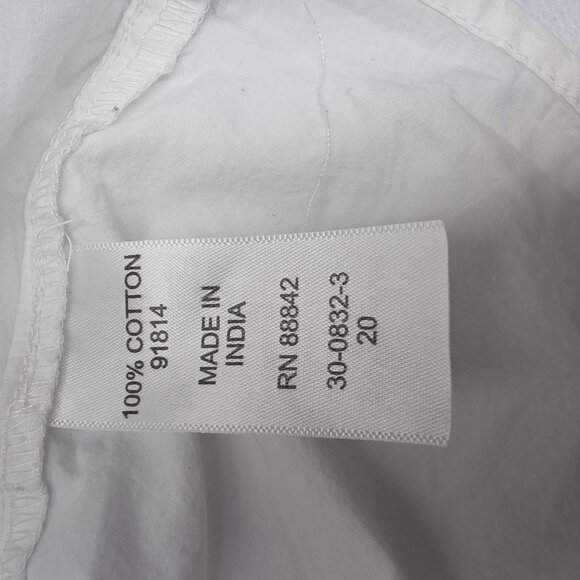 100% COTTON
91814
MADE IN
INDIA
RN 88842
30-0832-3
20